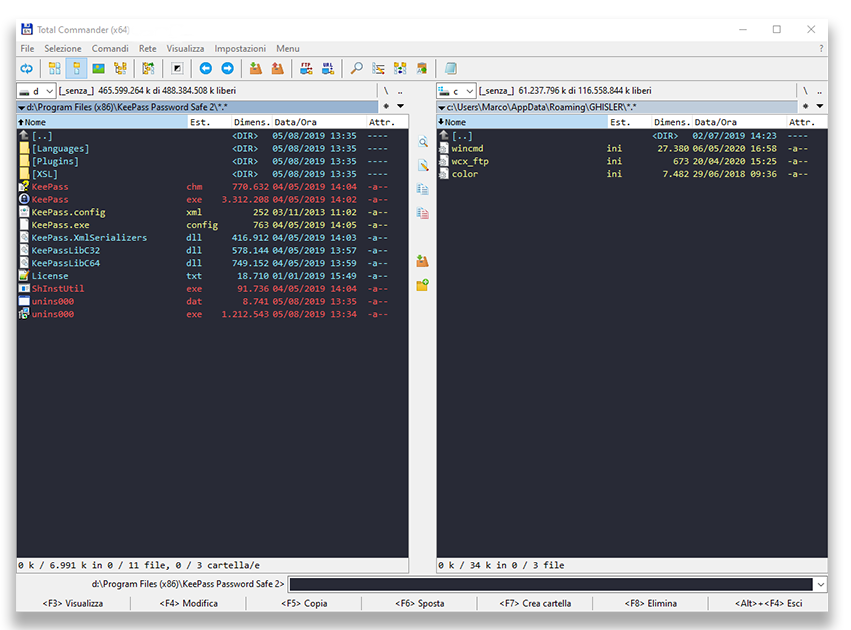 Total Commander (x64)
File Selezione Comandi Rete Visualizza Impostazioni Menu ?
FTP URL
d [_senza_] 465.599.264 k di 488.384.508 k liberi \ ..
d:\Program Files (x86)\KeePass Password Safe 2\*.*
Nome Est. Dimens. Data/Ora Attr.
[..] <DIR> 05/08/2019 13:35 ----
[Languages] <DIR> 05/08/2019 13:35 ----
[Plugins] <DIR> 05/08/2019 13:35 ----
[XSL] <DIR> 05/08/2019 13:35 ----
KeePass chm 770.632 04/05/2019 14:04 -a--
KeePass exe 3.312.208 04/05/2019 14:02 -a--
KeePass.config xml 252 03/11/2013 11:02 -a--
KeePass.exe config 763 04/05/2019 14:05 -a--
KeePass.XmlSerializers dll 416.912 04/05/2019 14:03 -a--
KeePassLibC32 dll 578.144 04/05/2019 13:57 -a--
KeePassLibC64 dll 749.152 04/05/2019 13:59 -a--
License txt 18.710 01/01/2019 15:49 -a--
ShInstUtil exe 91.736 04/05/2019 14:04 -a--
unins000 dat 8.741 05/08/2019 13:35 -a--
unins000 exe 1.212.543 05/08/2019 13:34 -a--
0 k / 6.991 k in 0 / 11 file, 0 / 3 cartella/e
c [_senza_] 61.237.796 k di 116.558.844 k liberi \ ..
c:\Users\Marco\AppData\Roaming\GHISLER\*.*
Nome Est. Dimens. Data/Ora Attr.
[..] <DIR> 02/07/2019 14:23 ----
wincmd ini 27.380 06/05/2020 16:58 -a--
wcx_ftp ini 673 20/04/2020 15:25 -a--
color ini 7.482 29/06/2018 09:36 -a--
0 k / 34 k in 0 / 3 file
d:\Program Files (x86)\KeePass Password Safe 2>
<F3> Visualizza <F4> Modifica <F5> Copia <F6> Sposta <F7> Crea cartella <F8> Elimina <Alt>+<F4> Esci